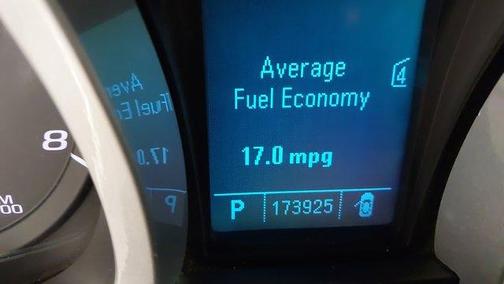 Average
Fuel Economy
4
17.0 mpg
P 173925
8